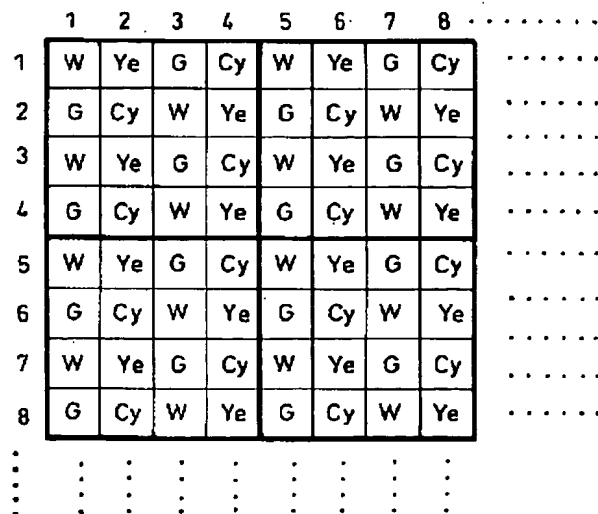 1 2 3 4 5 6 7 8
1 W Ye G Cy W Ye G Cy
2 G Cy W Ye G Cy W Ye
3 W Ye G Cy W Ye G Cy
4 G Cy W Ye G Cy W Ye
5 W Ye G Cy W Ye G Cy
6 G Cy W Ye G Cy W Ye
7 W Ye G Cy W Ye G Cy
8 G Cy W Ye G Cy W Ye